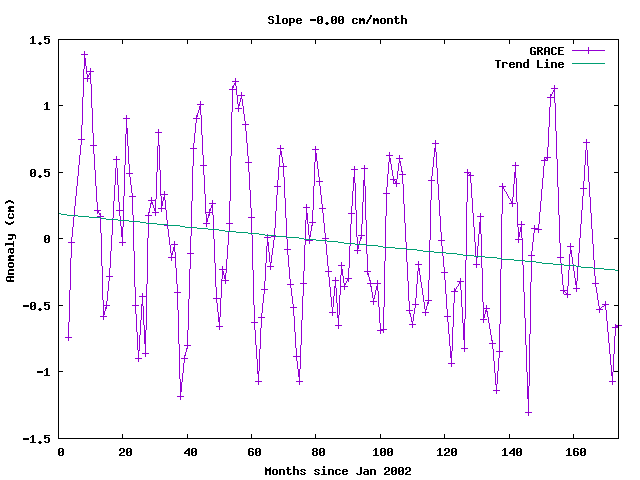 Slope -0.00 cm/month
GRACE
Trend Line
1.5
1
0.5
0
-0.5
-1
-1.5
Anomaly (cm)
0 20 40 60 80 100 120 140 160
Months since Jan 2002